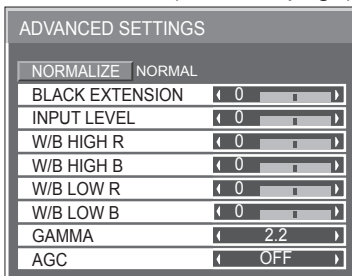 ADVANCED SETTINGS
NORMALIZE NORMAL
BLACK EXTENSION 0
INPUT LEVEL 0
W/B HIGH R 0
W/B HIGH B 0
W/B LOW R 0
W/B LOW B 0
GAMMA 2.2
AGC OFF